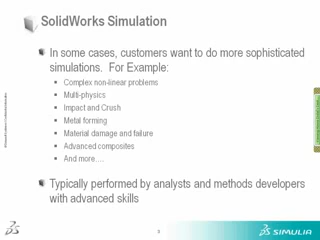 SolidWorks Simulation
In some cases, customers want to do more sophisticated
simulations. For Example:
Complex non-linear problems
Multi-physics
Impact and Crush
Metal forming
Material damage and failure
Advanced composites
And more….
Typically performed by analysts and methods developers
with advanced skills
SIMULIA